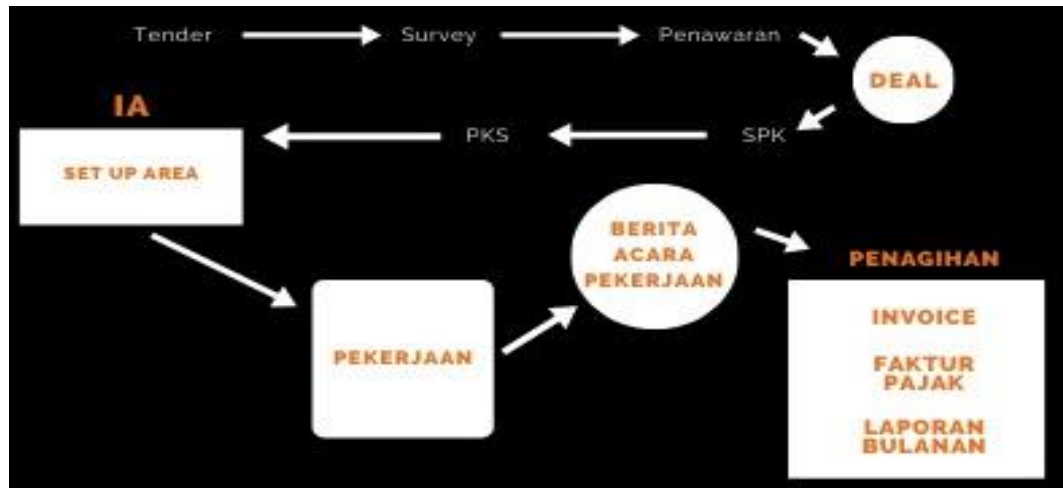 Tender
Survey
Penawaran
DEAL
SPK
PKS
IA
SET UP AREA
PEKERJAAN
BERITA
ACARA
PEKERJAAN
PENAGIHAN
INVOICE
FAKTUR
PAJAK
LAPORAN
BULANAN